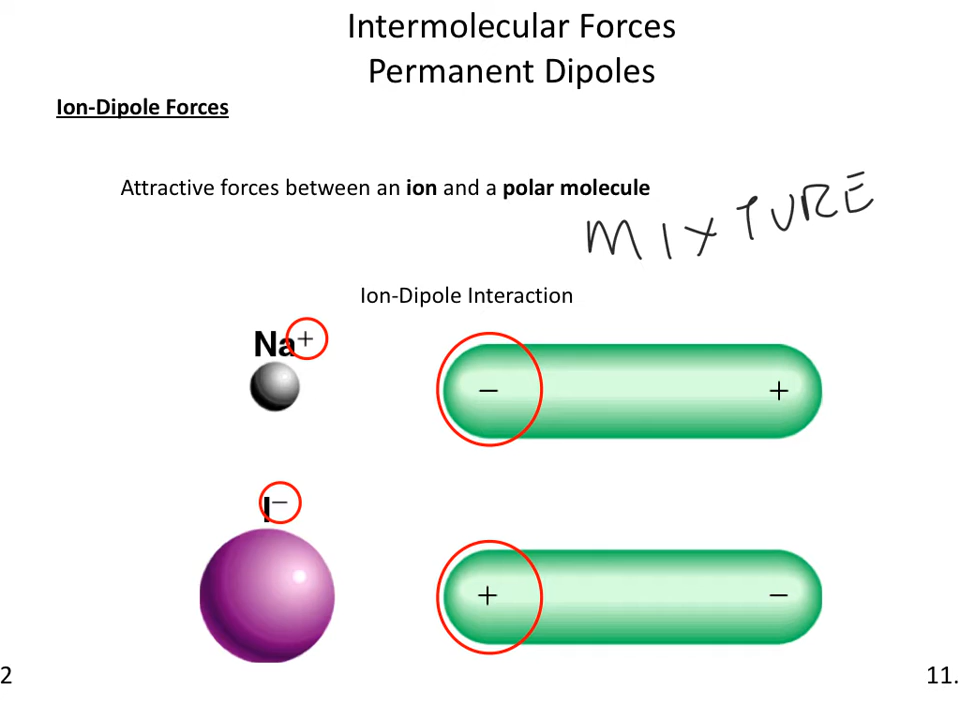 Intermolecular Forces
Permanent Dipoles
Ion-Dipole Forces
Attractive forces between an ion and a polar molecule
MIXTURE
Ion-Dipole Interaction
Na+
− +
I−
+ −
2 11.